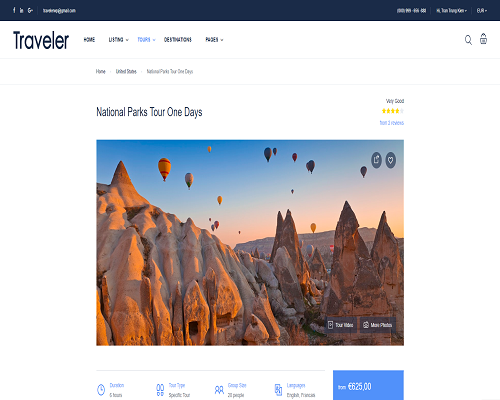 travelerwp@gmail.com (000) 999 - 656 - 888 Hi, Tran Trung Kien EUR
Traveler HOME LISTING TOURS DESTINATIONS PAGES
Home United States National Parks Tour One Days
Very Good
National Parks Tour One Days
from 3 reviews
Tour Video More Photos
Duration Tour Type Group Size Languages
6 hours Specific Tour 20 people English, Francais
from €625,00